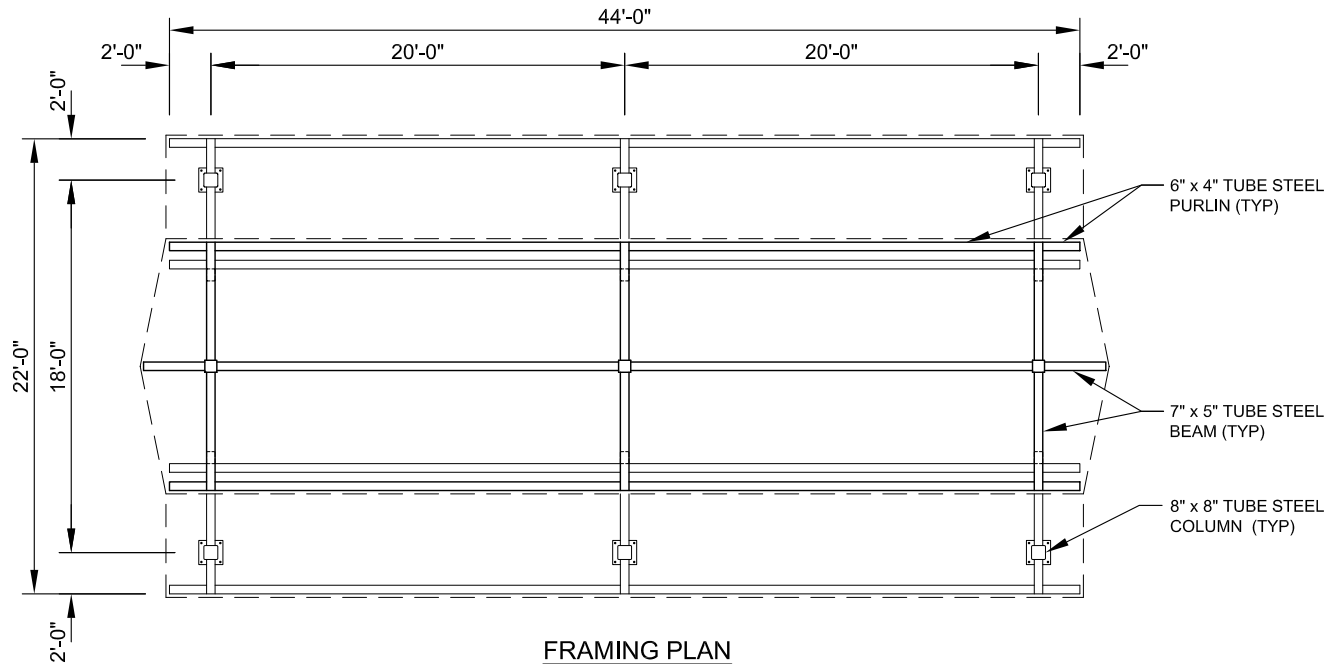 44'-0"
2'-0"
20'-0"
20'-0"
2'-0"
2'-0"
22'-0"
18'-0"
2'-0"
6" x 4" TUBE STEEL
PURLIN (TYP)
7" x 5" TUBE STEEL
BEAM (TYP)
8" x 8" TUBE STEEL
COLUMN (TYP)
FRAMING PLAN